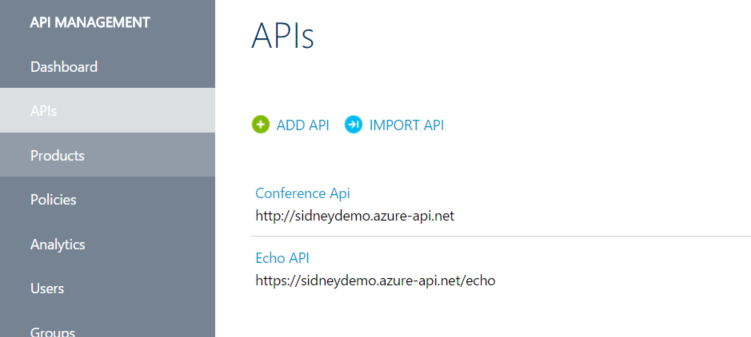 API MANAGEMENT
Dashboard
APIs
Products
Policies
Analytics
Users
Groups
APIs
ADD API IMPORT API
Conference Api
http://sidneydemo.azure-api.net
Echo API
https://sidneydemo.azure-api.net/echo